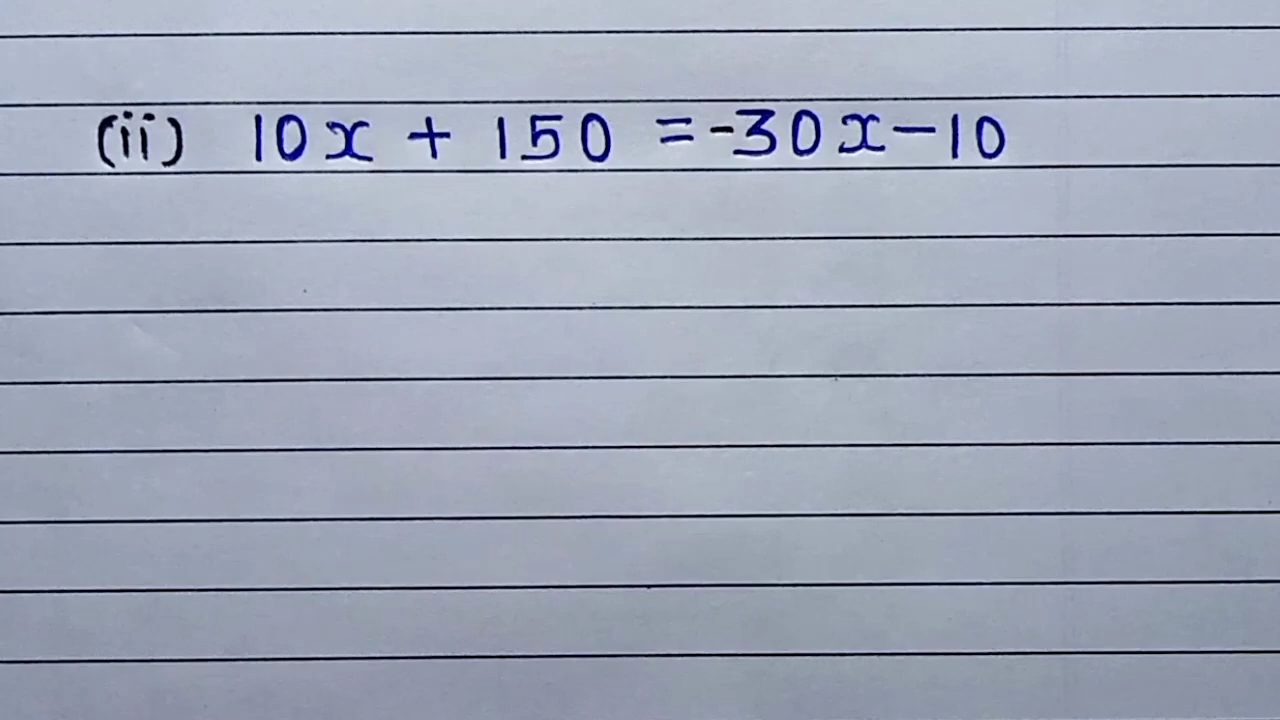 (ii) 10x + 150 = -30x - 10